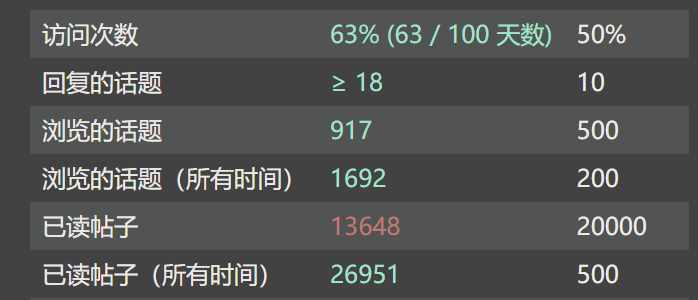 访问次数 63% (63 / 100 天数) 50%
回复的话题 ≥ 18 10
浏览的话题 917 500
浏览的话题（所有时间） 1692 200
已读帖子 13648 20000
已读帖子（所有时间） 26951 500